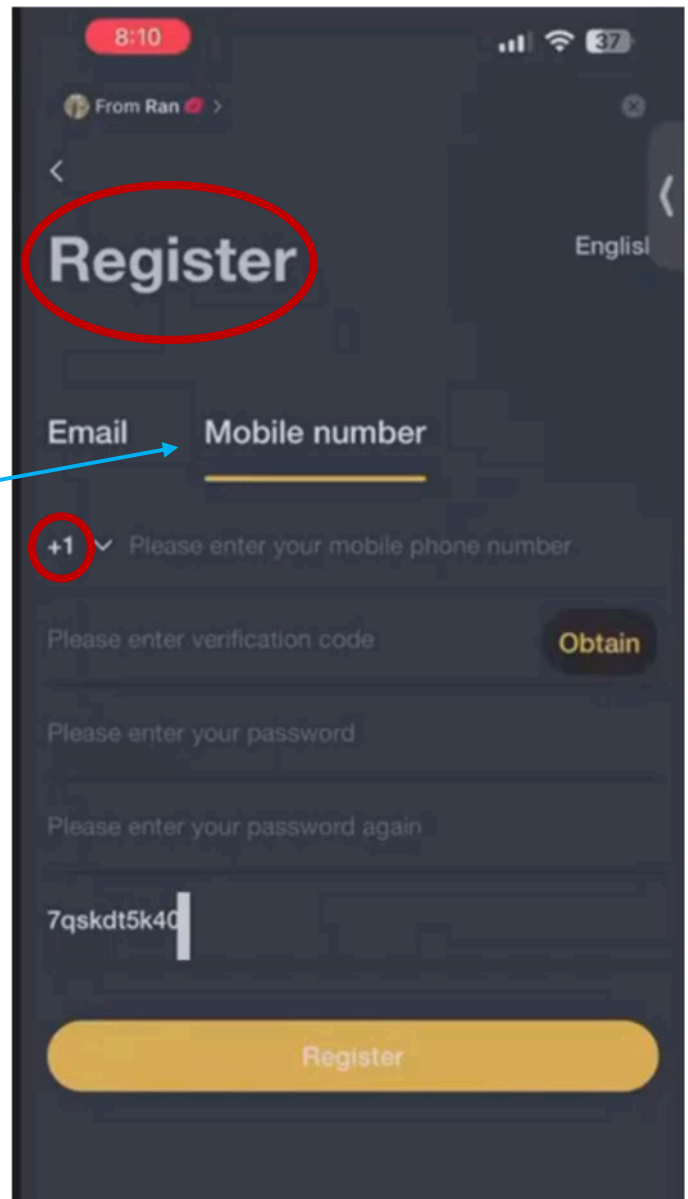 8:10
37
From Ran
Register
Englisl
Email
Mobile number
+1 Please enter your mobile phone number
Please enter verification code
Obtain
Please enter your password
Please enter your password again
7qskdt5k40
Register